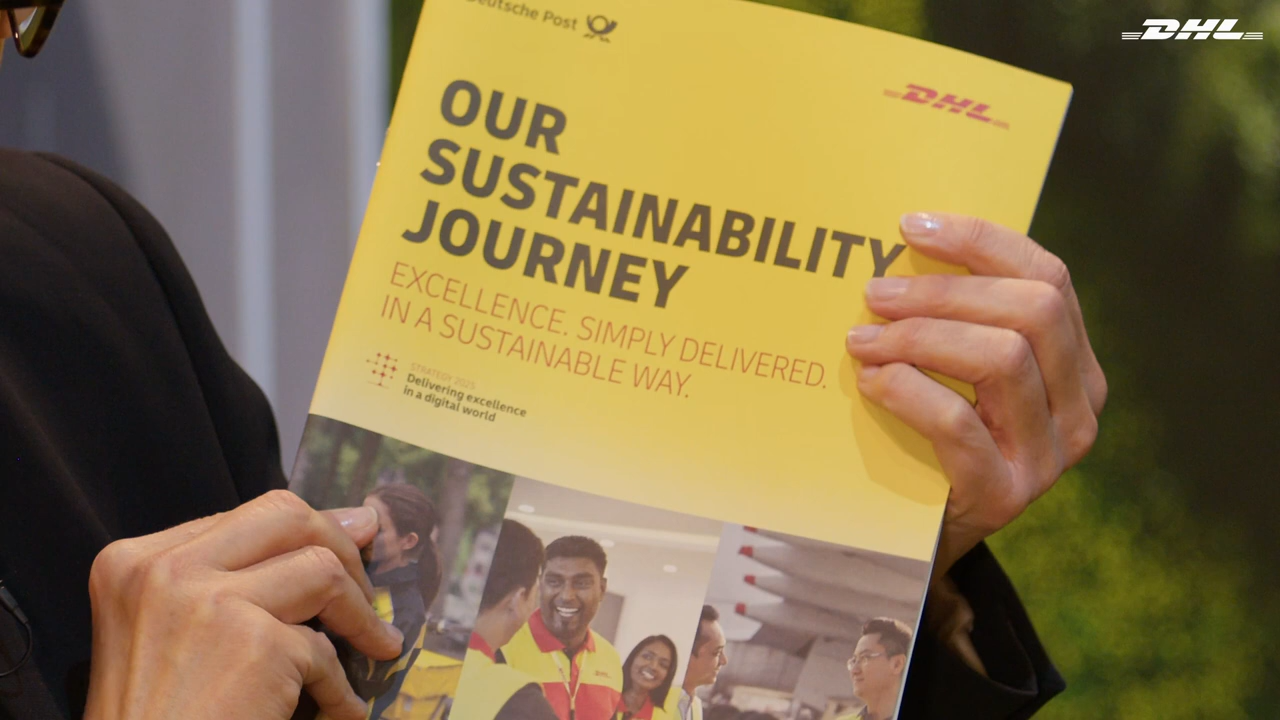 Deutsche Post
DHL
DHL
OUR
SUSTAINABILITY
JOURNEY
EXCELLENCE. SIMPLY DELIVERED.
IN A SUSTAINABLE WAY.
STRATEGY 2025
Delivering excellence
in a digital world
DHL